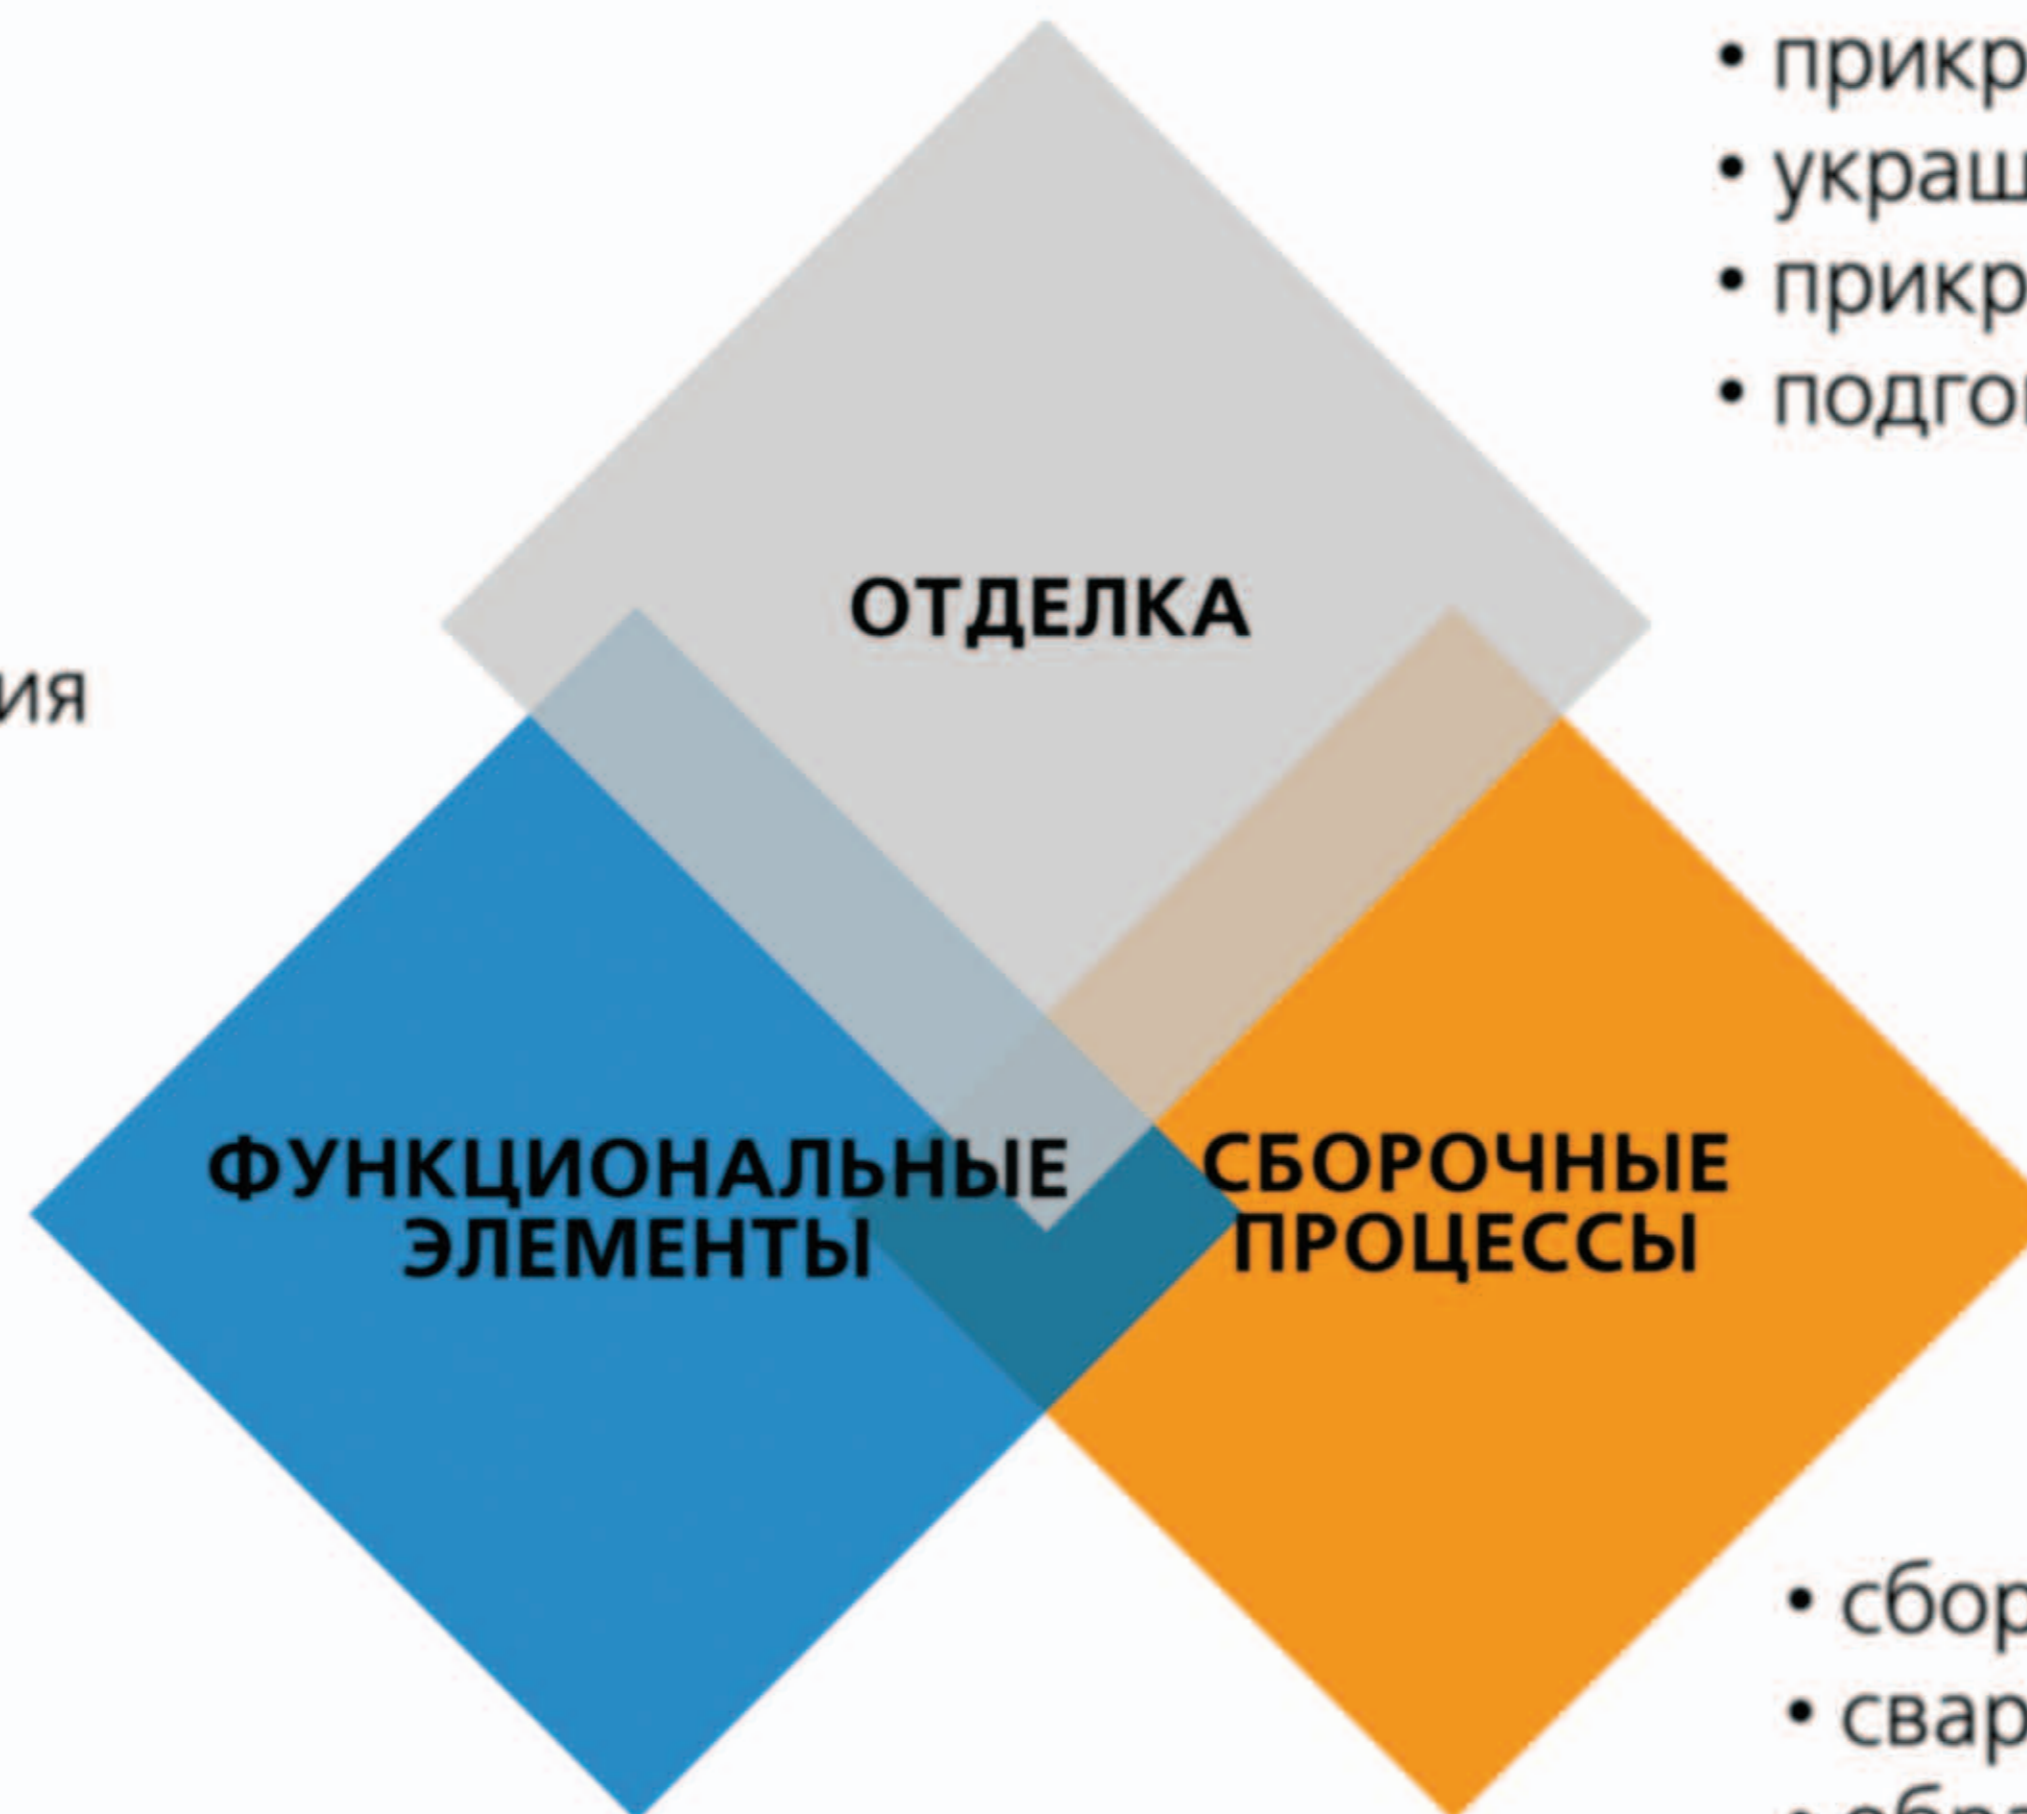 • прикр
• украш
• прикр
• подго
ОТДЕЛКА
ия
ФУНКЦИОНАЛЬНЫЕ
ЭЛЕМЕНТЫ
СБОРОЧНЫЕ
ПРОЦЕССЫ
• сбор
• свар